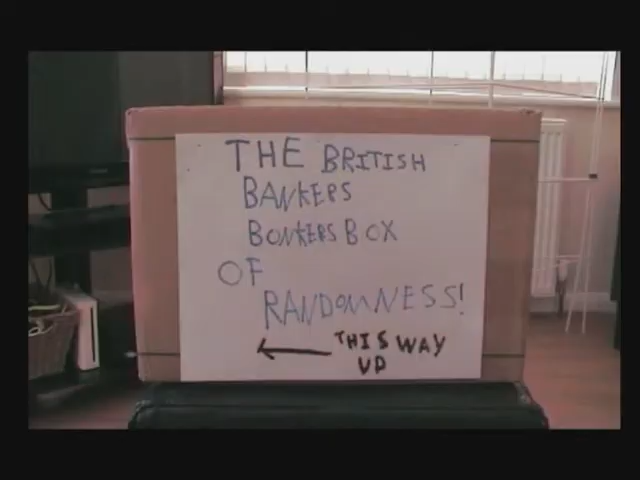 THE BRITISH
BANKERS
BONKERS BOX
OF
RANDOMNESS!
THIS WAY
UP